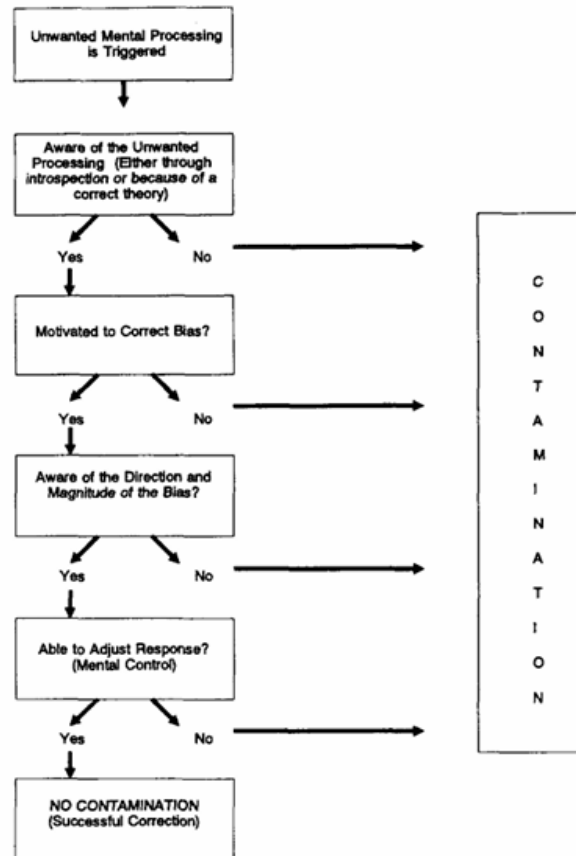 Unwanted Mental Processing
is Triggered
Aware of the Unwanted
Processing (Either through
introspection or because of a
correct theory)
Yes
No
Motivated to Correct Bias?
Yes
No
Aware of the Direction and
Magnitude of the Bias?
Yes
No
Able to Adjust Response?
(Mental Control)
Yes
No
NO CONTAMINATION
(Successful Correction)
CONTAMINATION